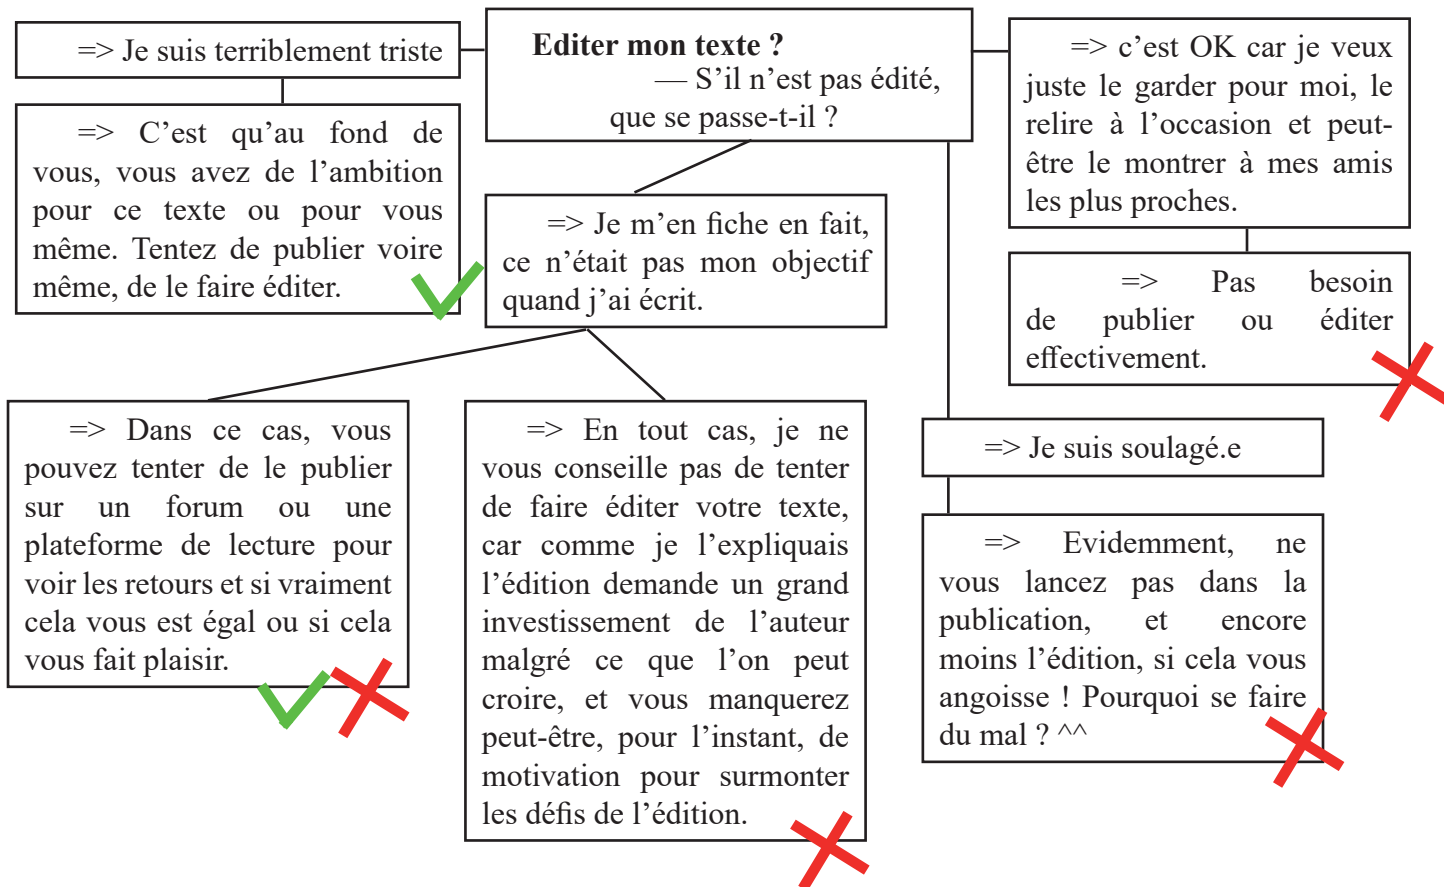 Editer mon texte ?
— S’il n’est pas édité,
que se passe-t-il ?
=> Je suis terriblement triste
=> C’est qu’au fond de
vous, vous avez de l’ambition
pour ce texte ou pour vous
même. Tentez de publier voire
même, de le faire éditer.
=> Je m’en fiche en fait,
ce n’était pas mon objectif
quand j’ai écrit.
=> Dans ce cas, vous
pouvez tenter de le publier
sur un forum ou une
plateforme de lecture pour
voir les retours et si vraiment
cela vous est égal ou si cela
vous fait plaisir.
=> En tout cas, je ne
vous conseille pas de tenter
de faire éditer votre texte,
car comme je l’expliquais
l’édition demande un grand
investissement de l’auteur
malgré ce que l’on peut
croire, et vous manquerez
peut-être, pour l’instant, de
motivation pour surmonter
les défis de l’édition.
=> c’est OK car je veux
juste le garder pour moi, le
relire à l’occasion et peut-
être le montrer à mes amis
les plus proches.
=> Pas besoin
de publier ou éditer
effectivement.
=> Je suis soulagé.e
=> Evidemment, ne
vous lancez pas dans la
publication, et encore
moins l’édition, si cela vous
angoisse ! Pourquoi se faire
du mal ? ^^